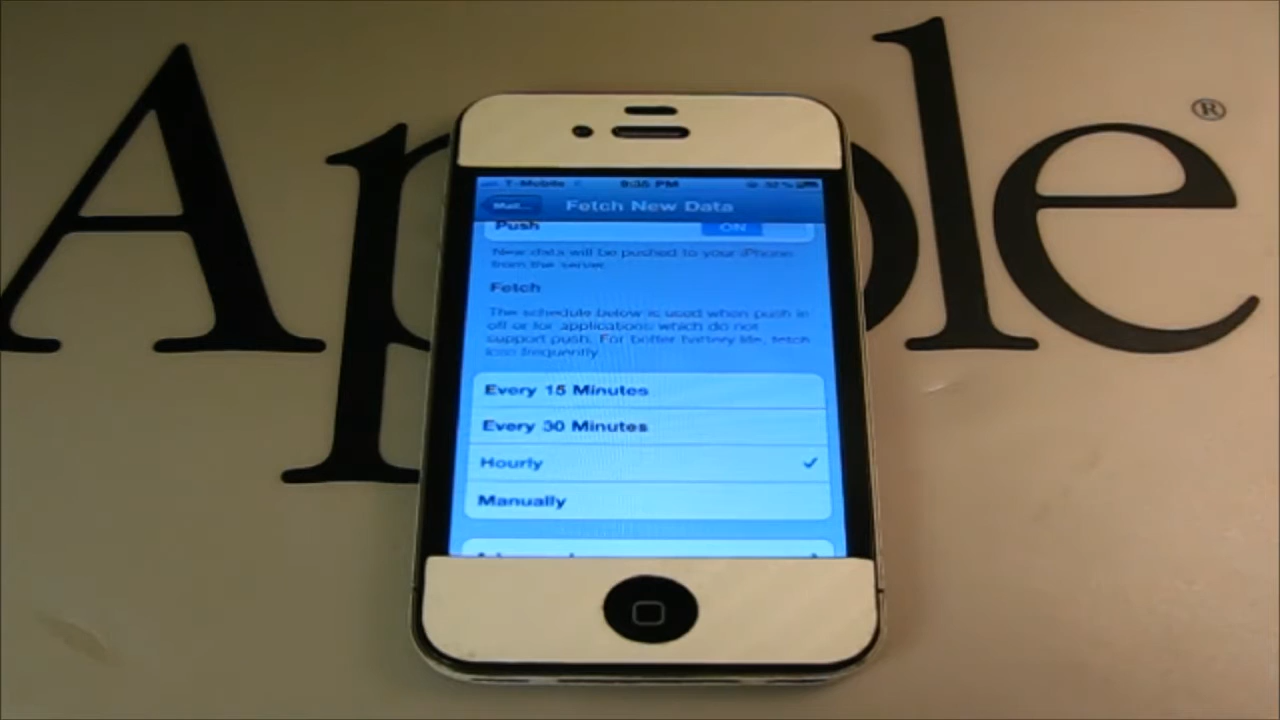 Apple®
T-Mobile 9:35 PM 32%
Mail... Fetch New Data
Push ON
New data will be pushed to your iPhone
from the server.
Fetch
The schedule below is used when push is
off or for applications which do not
support push. For better battery life, fetch
less frequently.
Every 15 Minutes
Every 30 Minutes
Hourly
Manually